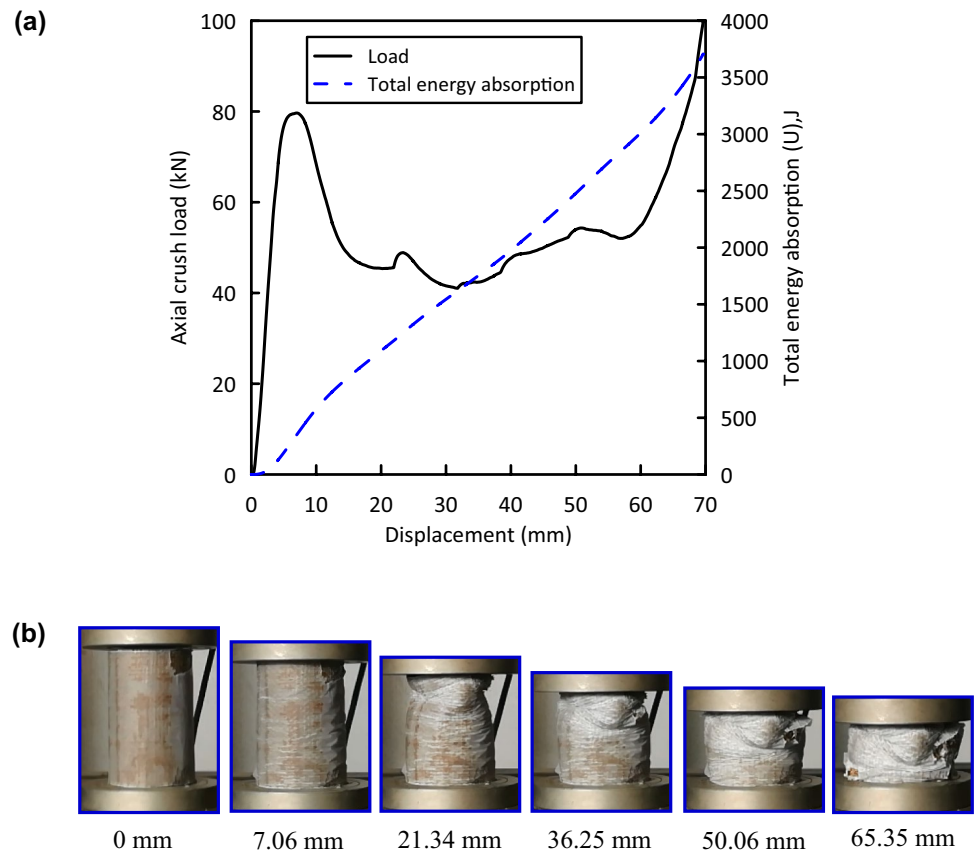 (a)
Load
Total energy absorption
Axial crush load (kN)
100
80
60
40
20
0
Total energy absorption (U),J
4000
3500
3000
2500
2000
1500
1000
500
0
0 10 20 30 40 50 60 70
Displacement (mm)
(b)
0 mm 7.06 mm 21.34 mm 36.25 mm 50.06 mm 65.35 mm